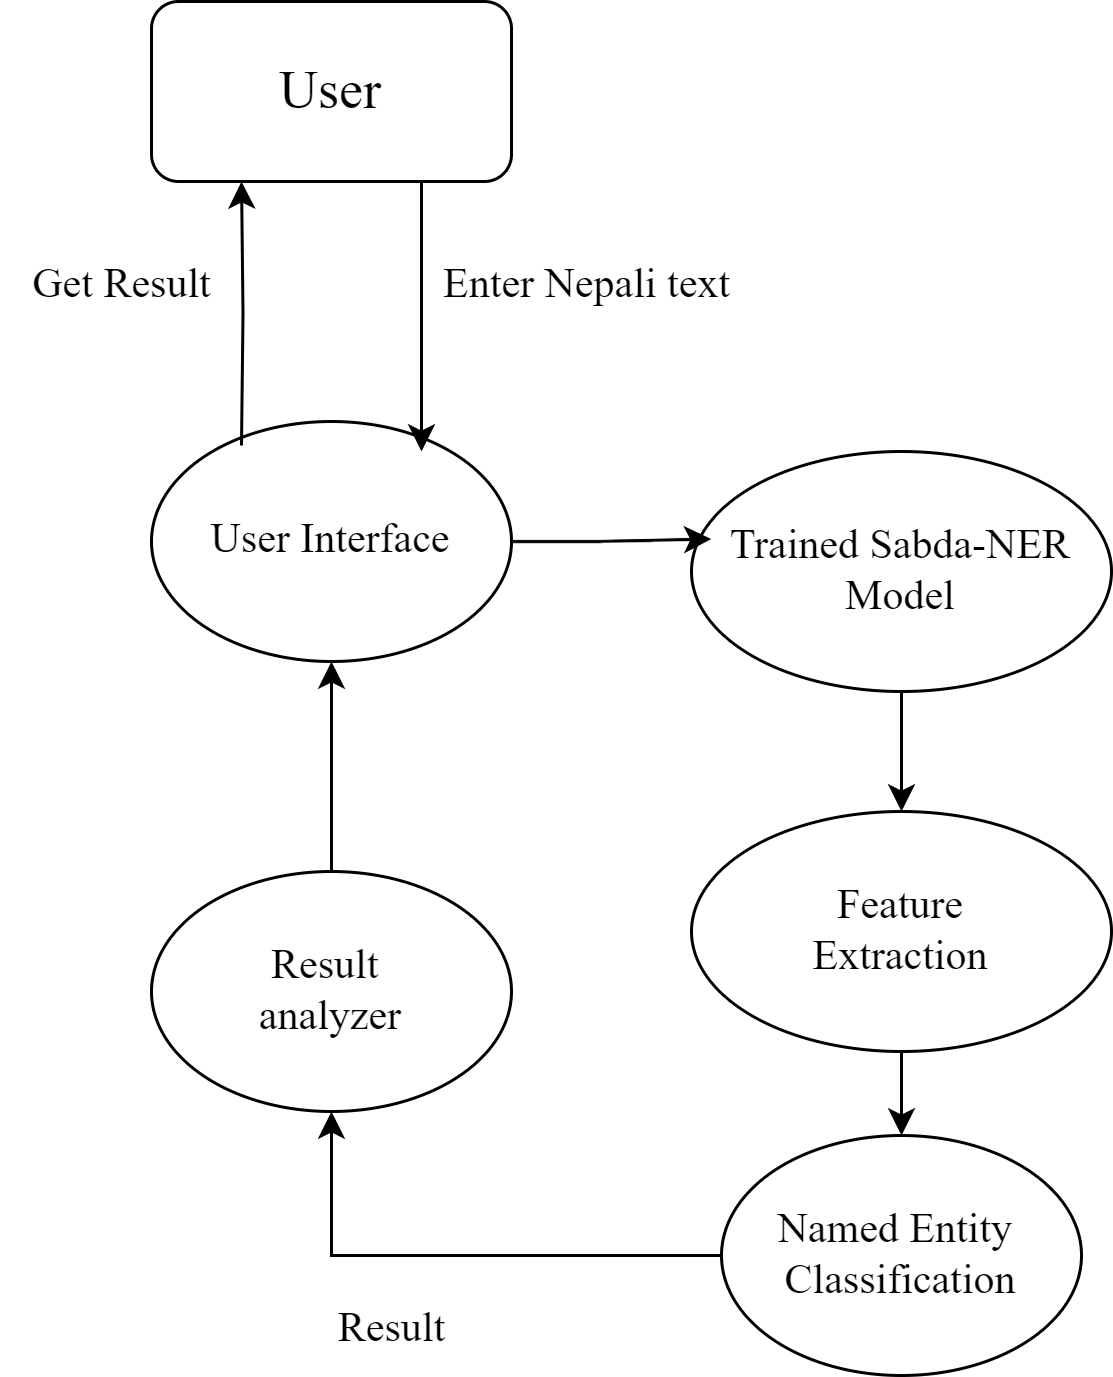 User
Get Result
Enter Nepali text
User Interface
Trained Sabda-NER
Model
Feature
Extraction
Result
analyzer
Named Entity
Classification
Result